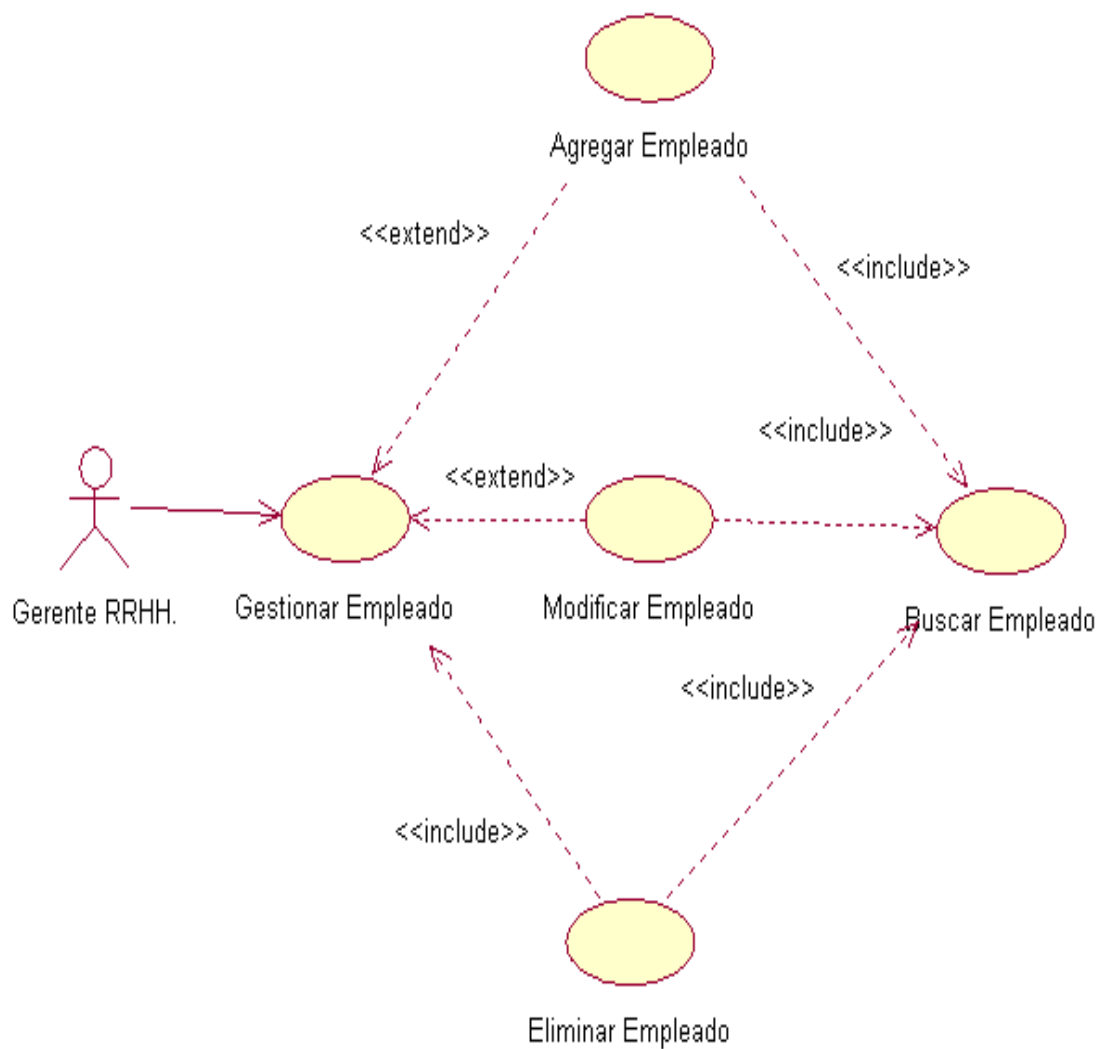 Agregar Empleado
<<extend>>
<<include>>
<<include>>
<<extend>>
Gerente RRHH.
Gestionar Empleado
Modificar Empleado
Buscar Empleado
<<include>>
<<include>>
Eliminar Empleado